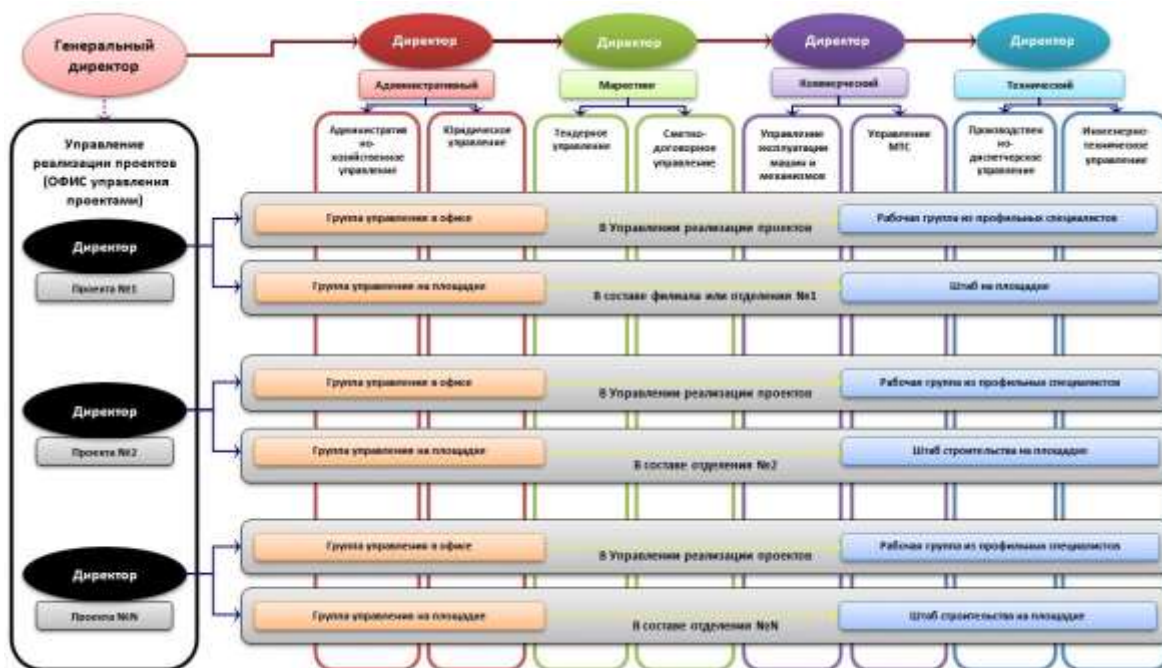 Генеральный
директор
Директор
Директор
Директор
Директор
Административный
Маркетинг
Коммерческий
Технический
Управление
реализации проектов
(ОФИС управления
проектами)
Административ
но-
хозяйственное
управление
Юридическое
управление
Тендерное
управление
Сметно-
договорное
управление
Управление
эксплуатации
машин и
механизмов
Управление
МТС
Производствен
но-
диспетчерское
управление
Инженерно-
техническое
управление
Директор
Проекта №1
Группа управления в офисе
В Управлении реализации проектов
Рабочая группа из профильных специалистов
Группа управления на площадке
В составе филиала или отделения №1
Штаб на площадке
Директор
Проекта №2
Группа управления в офисе
В Управлении реализации проектов
Рабочая группа из профильных специалистов
Группа управления на площадке
В составе отделения №2
Штаб строительства на площадке
Директор
Проекта №N
Группа управления в офисе
В Управлении реализации проектов
Рабочая группа из профильных специалистов
Группа управления на площадке
В составе отделения №N
Штаб строительства на площадке